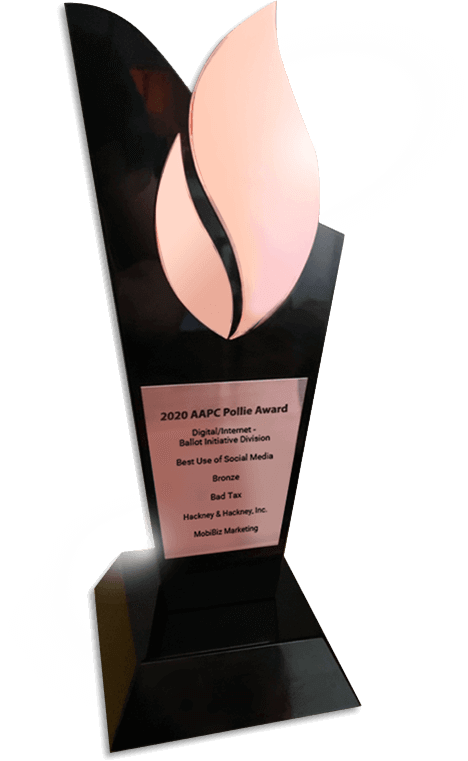 2020 AAPC Pollie Award
Digital/Internet -
Ballot Initiative Division
Best Use of Social Media
Bronze
Bad Tax
Hackney & Hackney, Inc.
MobiBiz Marketing